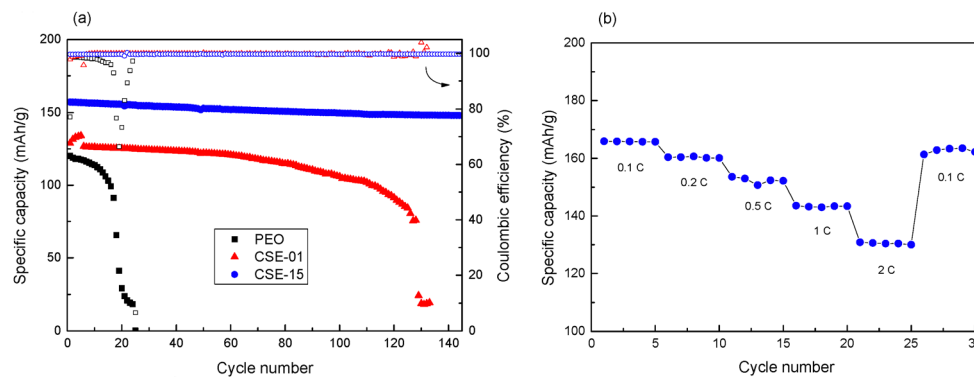 (a)
200
150
100
50
0
Specific capacity (mAh/g)
0 20 40 60 80 100 120 140
Cycle number
100
80
60
40
20
0
Coulombic efficiency (%)
PEO
CSE-01
CSE-15
(b)
200
180
160
140
120
100
Specific capacity (mAh/g)
0.1 C
0.2 C
0.5 C
1 C
2 C
0.1 C
0 5 10 15 20 25 30
Cycle number